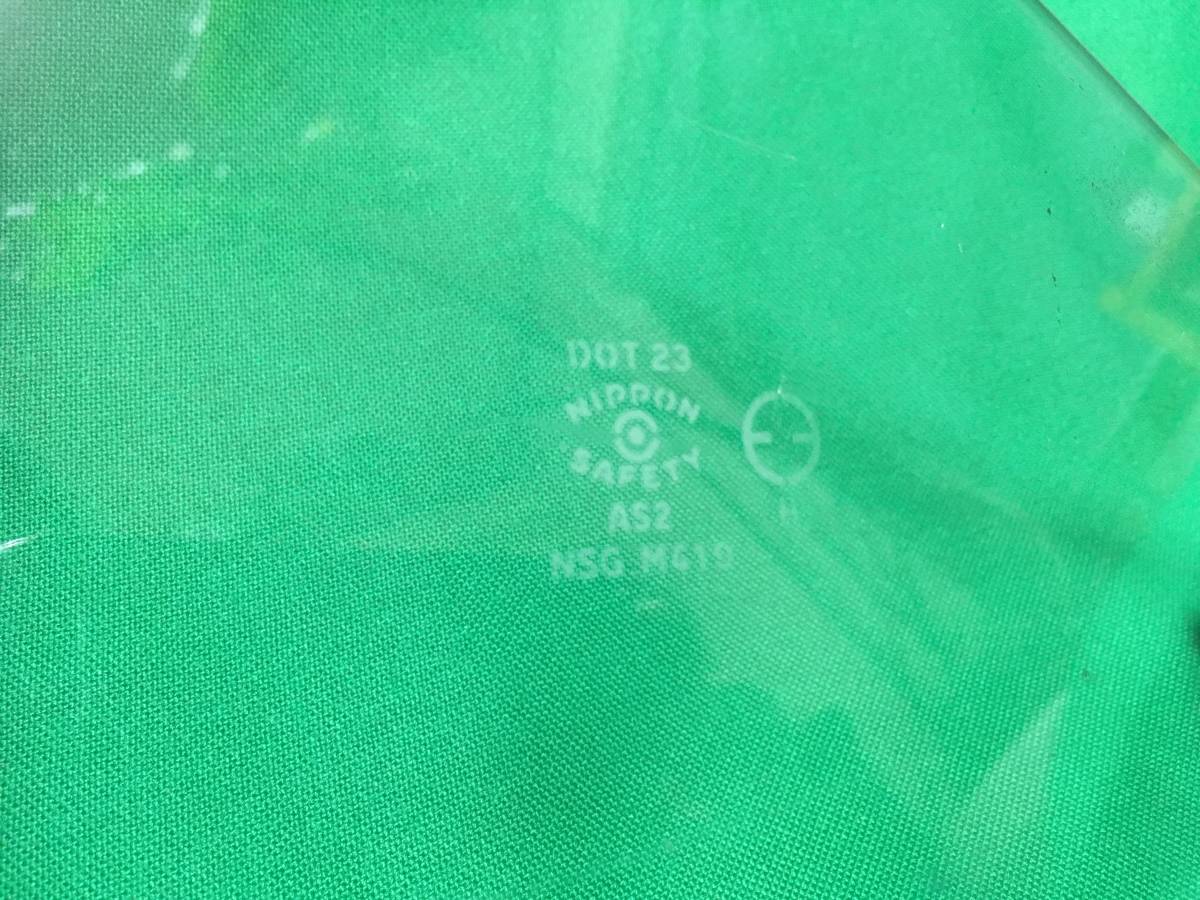 DOT 23
NIPPON
SAFETY
AS2
NSG M619
H